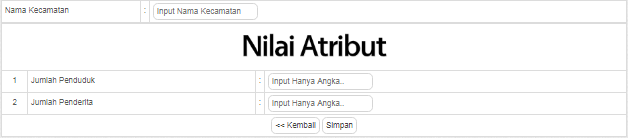 Nama Kecamatan : Input Nama Kecamatan
Nilai Atribut
1 Jumlah Penduduk : Input Hanya Angka..
2 Jumlah Penderita : Input Hanya Angka..
<< Kembali Simpan